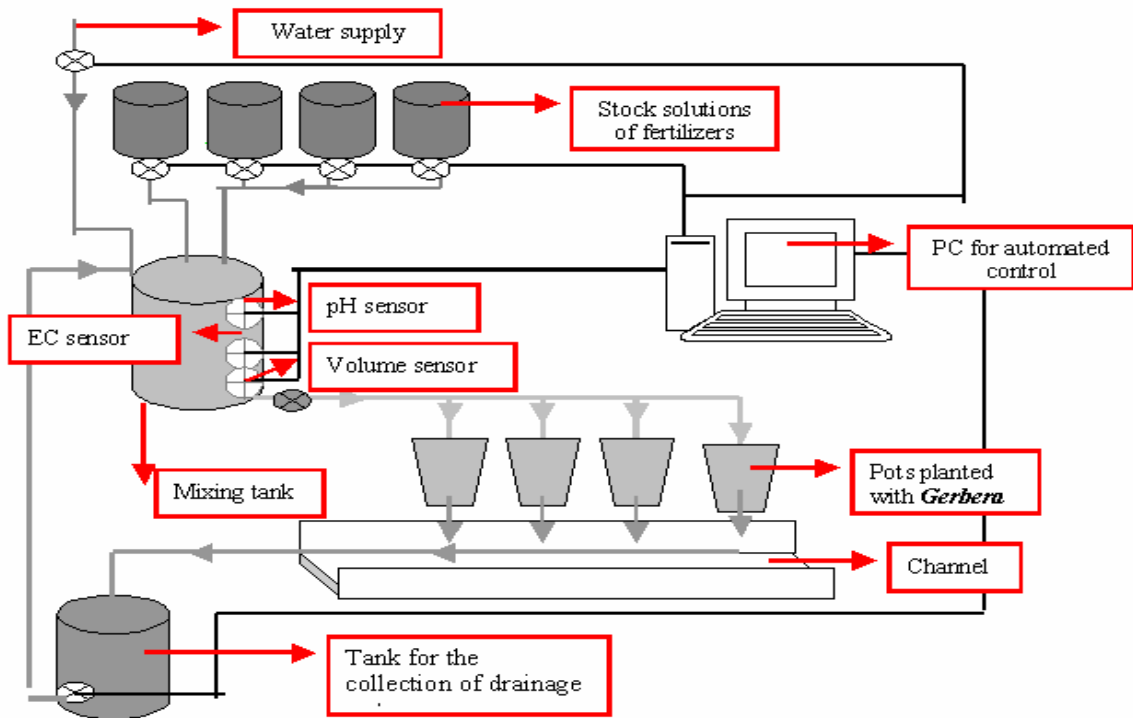 Water supply
Stock solutions
of fertilizers
PC for automated
control
pH sensor
EC sensor
Volume sensor
Mixing tank
Pots planted
with Gerbera
Channel
Tank for the
collection of drainage
.